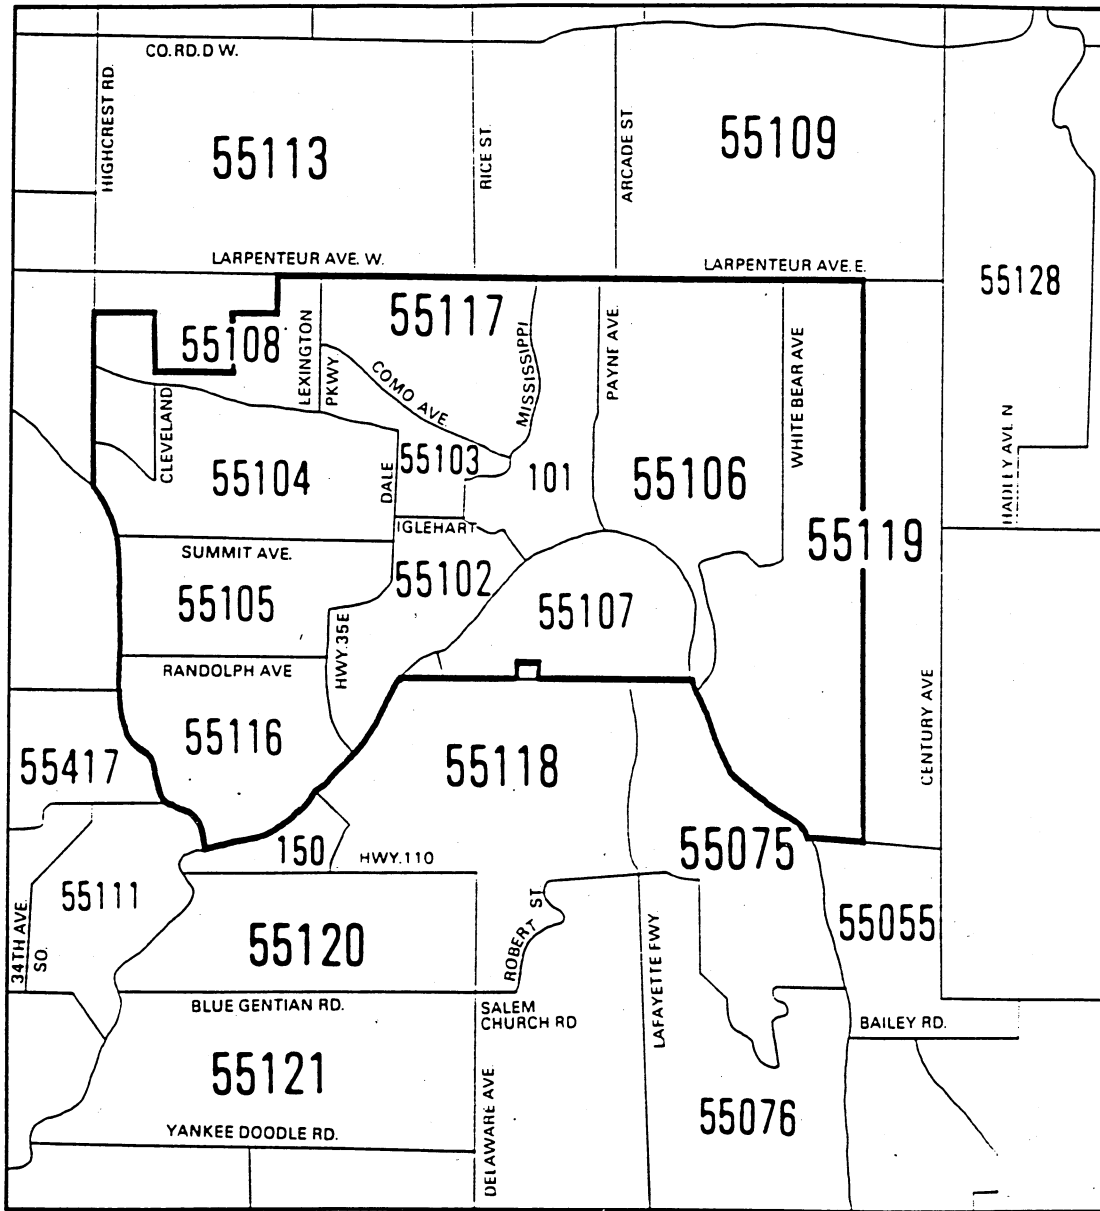 CO. RD. D W.
HIGHCREST RD.
55113
RICE ST.
ARCADE ST.
55109
LARPENTEUR AVE. W.
LARPENTEUR AVE. E.
55128
55117
55108
LEXINGTON
PKWY
COMO AVE.
MISSISSIPPI
PAYNE AVE.
WHITE BEAR AVE
CLEVELAND
55104
DALE
55103
101
55106
HADLEY AVE. N
IGLEHART
SUMMIT AVE.
55119
55102
55105
55107
HWY. 35E
RANDOLPH AVE
55116
55417
55118
CENTURY AVE
150
HWY. 110
55075
55111
34TH AVE.
SO.
55120
ROBERT ST
55055
BLUE GENTIAN RD.
SALEM
CHURCH RD
LAFAYETTE FWY
BAILEY RD.
55121
DELAWARE AVE
55076
YANKEE DOODLE RD.